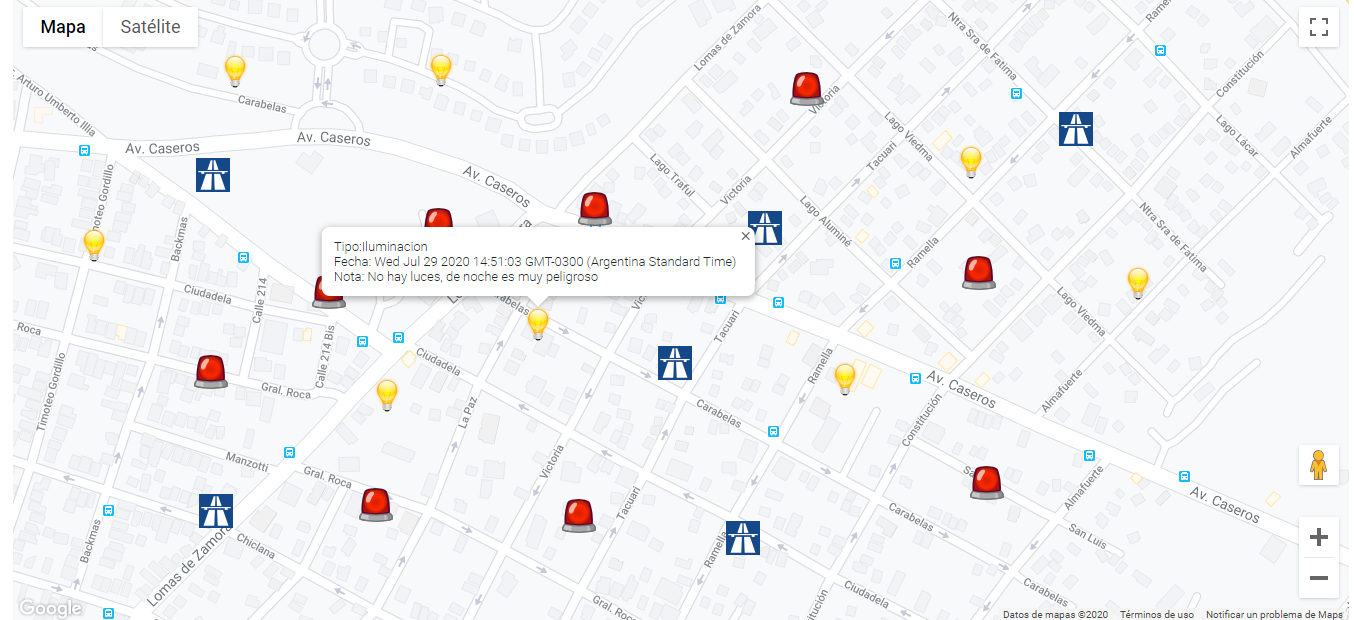 Mapa
Satélite
Lomas de Zamora
Ntra Sra de Fatima
Ramella
Constitución
Arturo Umberto Illia
Carabelas
Victoria
Lago Viedma
Lago Lácar
Almafuerte
Av. Caseros
Av. Caseros
Tacuari
Timoteo Gordillo
Av. Caseros
Lago Traful
Victoria
Lago Aluminé
Ntra Sra de Fatima
Backmas
Ramella
Tipo:Iluminacion
Fecha: Wed Jul 29 2020 14:51:03 GMT-0300 (Argentina Standard Time)
Nota: No hay luces, de noche es muy peligroso
Ciudadela
Calle 214
Carabelas
Lago Viedma
Roca
Calle 214 Bis
Ciudadela
Tacuari
Ramella
Timoteo Gordillo
Gral. Roca
La Paz
Av. Caseros
Almafuerte
Carabelas
Constitución
Manzotti
Gral. Roca
Victoria
Tacuari
Almafuerte
Av. Caseros
Backmas
Chiclana
Lomas de Zamora
Ramella
Carabelas
San Luis
Ciudadela
Carabelas
Constitución
Gral. Roca
Google
Datos de mapas ©2020
Términos de uso
Notificar un problema de Maps